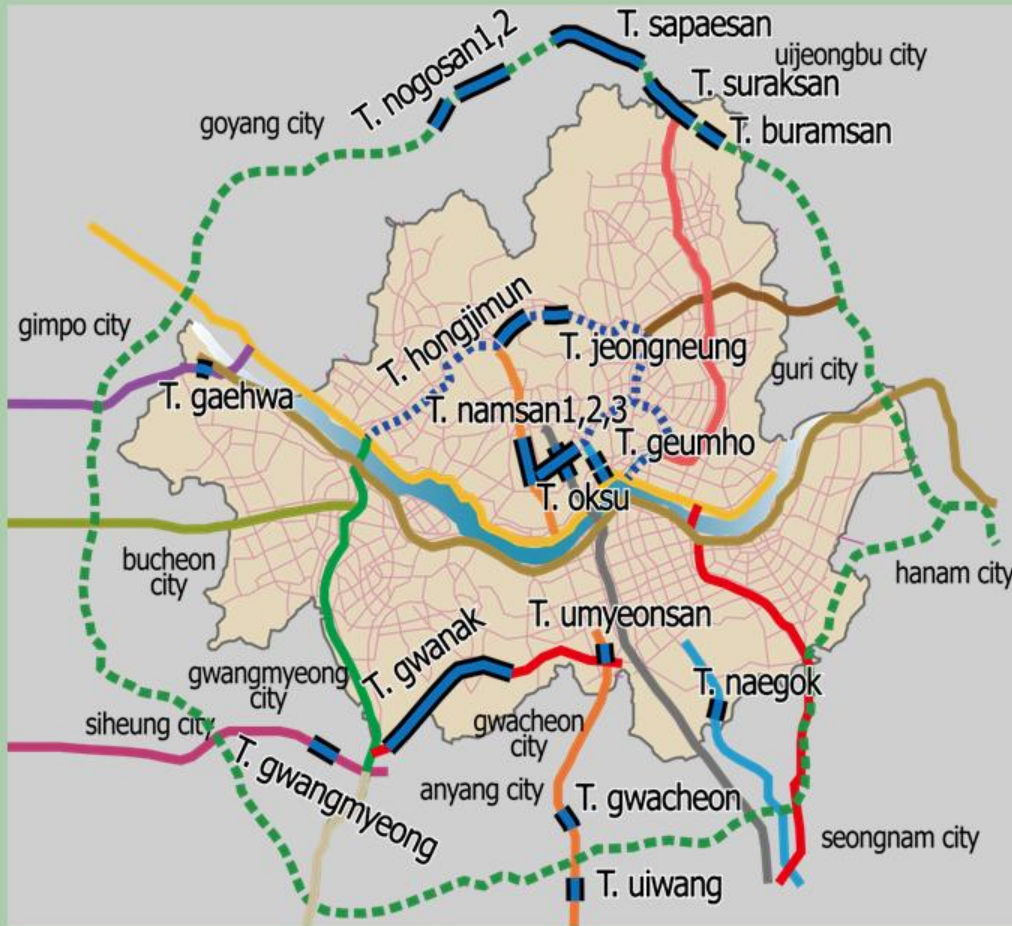 T. sapaesan
uijeongbu city
T. nogosan1,2
T. suraksan
goyang city
T. buramsan
T. hongjimun
gimpo city
T. jeongneung
guri city
T. gaehwa
T. namsan1,2,3
T. geumho
T. oksu
bucheon
city
hanam city
T. umyeonsan
T. gwanak
gwangmyeong
city
T. naegok
siheung city
gwacheon
city
T. gwangmyeong
anyang city
T. gwacheon
seongnam city
T. uiwang